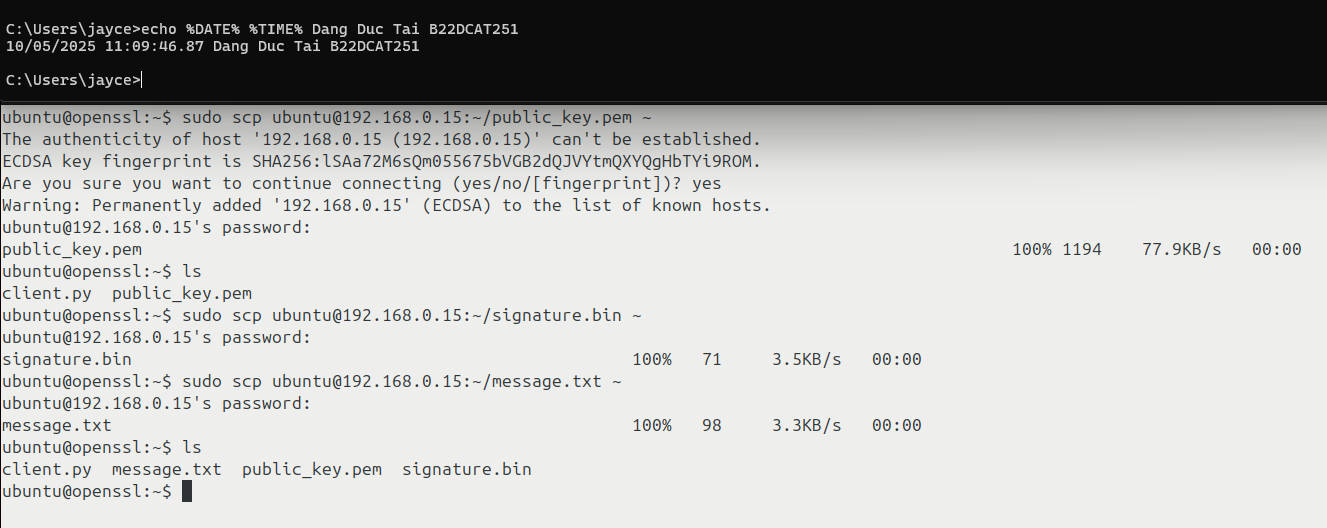 C:\Users\jayce>echo %DATE% %TIME% Dang Duc Tai B22DCAT251
10/05/2025 11:09:46.87 Dang Duc Tai B22DCAT251
C:\Users\jayce>
ubuntu@openssl:~$ sudo scp ubuntu@192.168.0.15:~/public_key.pem ~
The authenticity of host '192.168.0.15 (192.168.0.15)' can't be established.
ECDSA key fingerprint is SHA256:lSAa72M6sQm055675bVGB2dQJVYtmQXYQgHbTYi9ROM.
Are you sure you want to continue connecting (yes/no/[fingerprint])? yes
Warning: Permanently added '192.168.0.15' (ECDSA) to the list of known hosts.
ubuntu@192.168.0.15's password:
public_key.pem 100% 1194 77.9KB/s 00:00
ubuntu@openssl:~$ ls
client.py public_key.pem
ubuntu@openssl:~$ sudo scp ubuntu@192.168.0.15:~/signature.bin ~
ubuntu@192.168.0.15's password:
signature.bin 100% 71 3.5KB/s 00:00
ubuntu@openssl:~$ sudo scp ubuntu@192.168.0.15:~/message.txt ~
ubuntu@192.168.0.15's password:
message.txt 100% 98 3.3KB/s 00:00
ubuntu@openssl:~$ ls
client.py message.txt public_key.pem signature.bin
ubuntu@openssl:~$